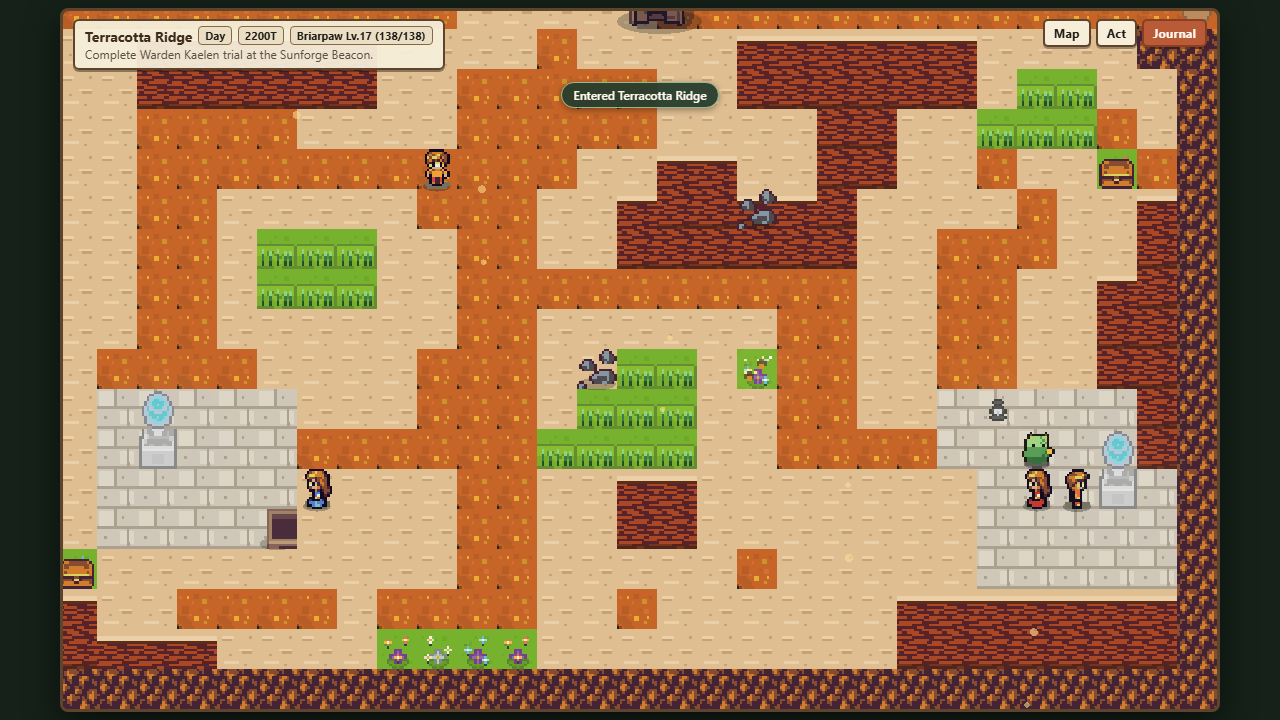 Terracotta Ridge Day 2200T Briarpaw Lv.17 (138/138)
Complete Warden Kaelen trial at the Sunforge Beacon.
Map Act Journal
Entered Terracotta Ridge